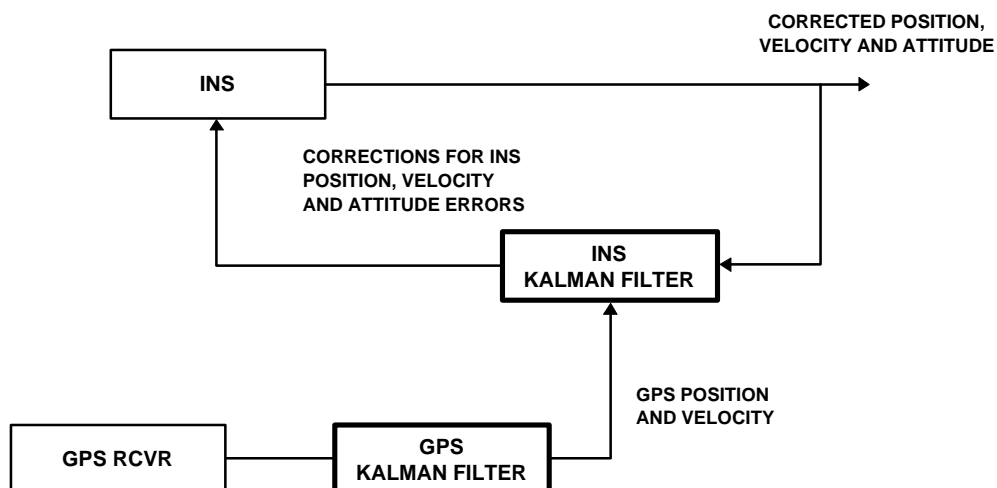 CORRECTED POSITION,
VELOCITY AND ATTITUDE
INS
CORRECTIONS FOR INS
POSITION, VELOCITY
AND ATTITUDE ERRORS
INS
KALMAN FILTER
GPS POSITION
AND VELOCITY
GPS RCVR
GPS
KALMAN FILTER